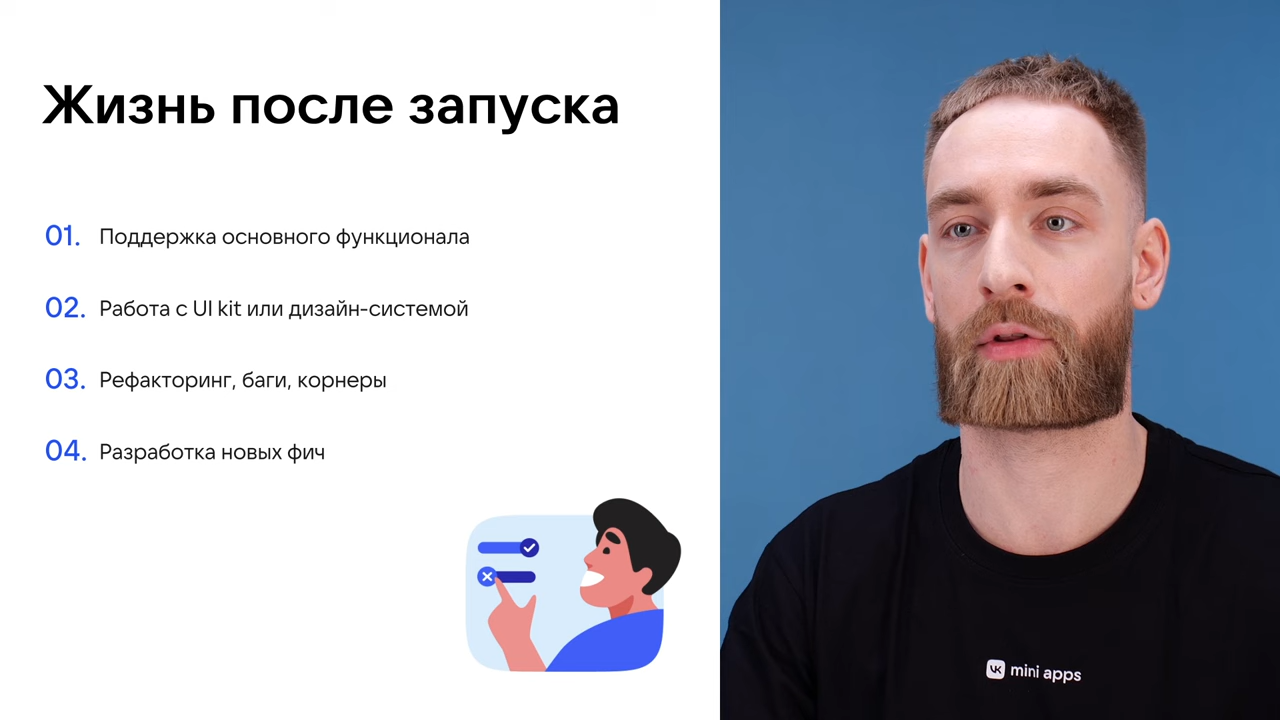 Жизнь после запуска
01. Поддержка основного функционала
02. Работа с UI kit или дизайн-системой
03. Рефакторинг, баги, корнеры
04. Разработка новых фич
VK mini apps